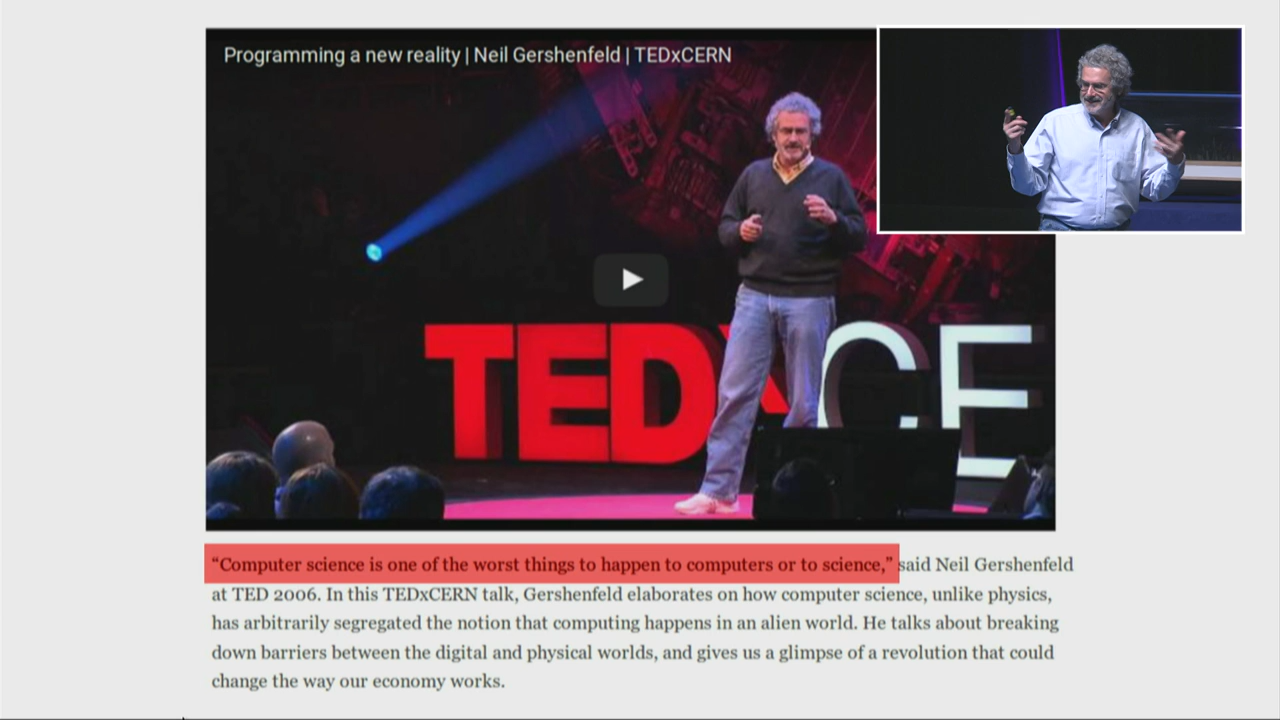 Programming a new reality | Neil Gershenfeld | TEDxCERN
TEDxCE
“Computer science is one of the worst things to happen to computers or to science,” said Neil Gershenfeld
at TED 2006. In this TEDxCERN talk, Gershenfeld elaborates on how computer science, unlike physics,
has arbitrarily segregated the notion that computing happens in an alien world. He talks about breaking
down barriers between the digital and physical worlds, and gives us a glimpse of a revolution that could
change the way our economy works.